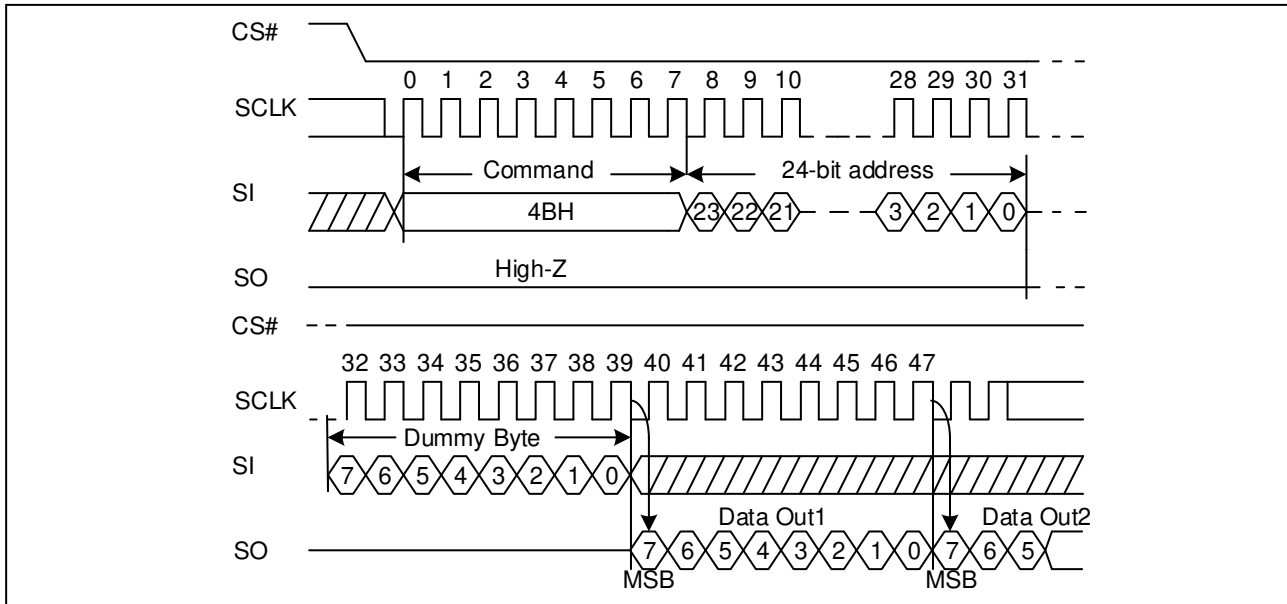 CS#
0 1 2 3 4 5 6 7 8 9 10 28 29 30 31
SCLK
Command 24-bit address
SI
4BH 23 22 21 3 2 1 0
High-Z
SO
CS#
32 33 34 35 36 37 38 39 40 41 42 43 44 45 46 47
SCLK
Dummy Byte
SI
7 6 5 4 3 2 1 0
Data Out1 Data Out2
SO
7 6 5 4 3 2 1 0 7 6 5
MSB MSB